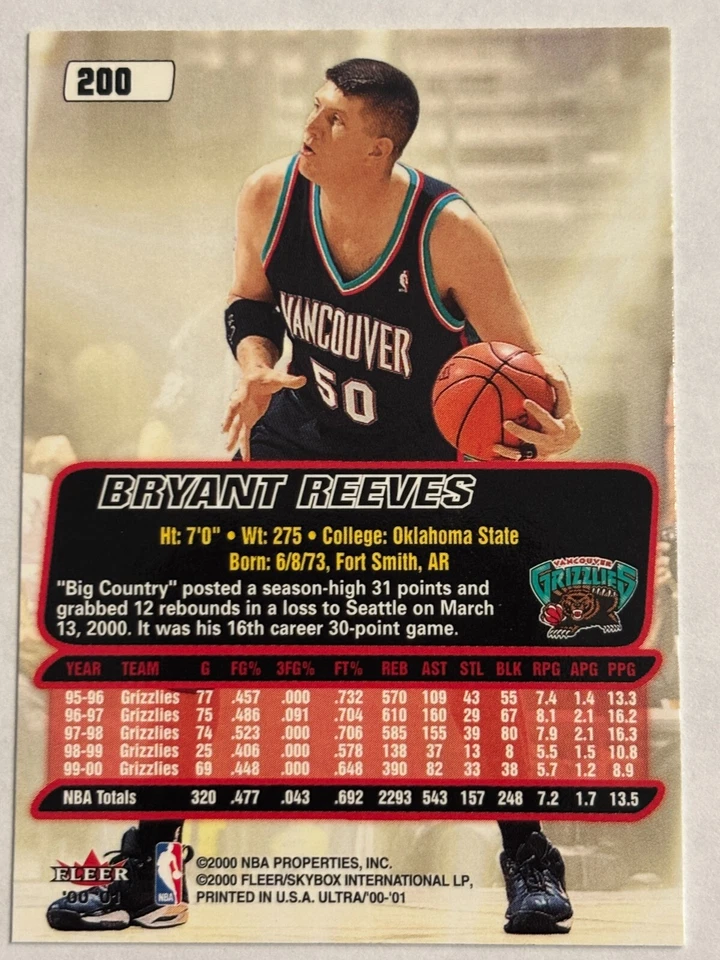 200
VANCOUVER
50
BRYANT REEVES
Ht: 7'0" • Wt: 275 • College: Oklahoma State
Born: 6/8/73, Fort Smith, AR
"Big Country" posted a season-high 31 points and
grabbed 12 rebounds in a loss to Seattle on March
13, 2000. It was his 16th career 30-point game.
VANCOUVER
GRIZZLIES
YEAR TEAM G FG% 3FG% FT% REB AST STL BLK RPG APG PPG
95-96 Grizzlies 77 .457 .000 .732 570 109 43 55 7.4 1.4 13.3
96-97 Grizzlies 75 .486 .091 .704 610 160 29 67 8.1 2.1 16.2
97-98 Grizzlies 74 .523 .000 .706 585 155 39 80 7.9 2.1 16.3
98-99 Grizzlies 25 .406 .000 .578 138 37 13 8 5.5 1.5 10.8
99-00 Grizzlies 69 .448 .000 .648 390 82 33 38 5.7 1.2 8.9
NBA Totals 320 .477 .043 .692 2293 543 157 248 7.2 1.7 13.5
FLEER
'00-'01
NBA
©2000 NBA PROPERTIES, INC.
©2000 FLEER/SKYBOX INTERNATIONAL LP,
PRINTED IN U.S.A. ULTRA/'00-'01